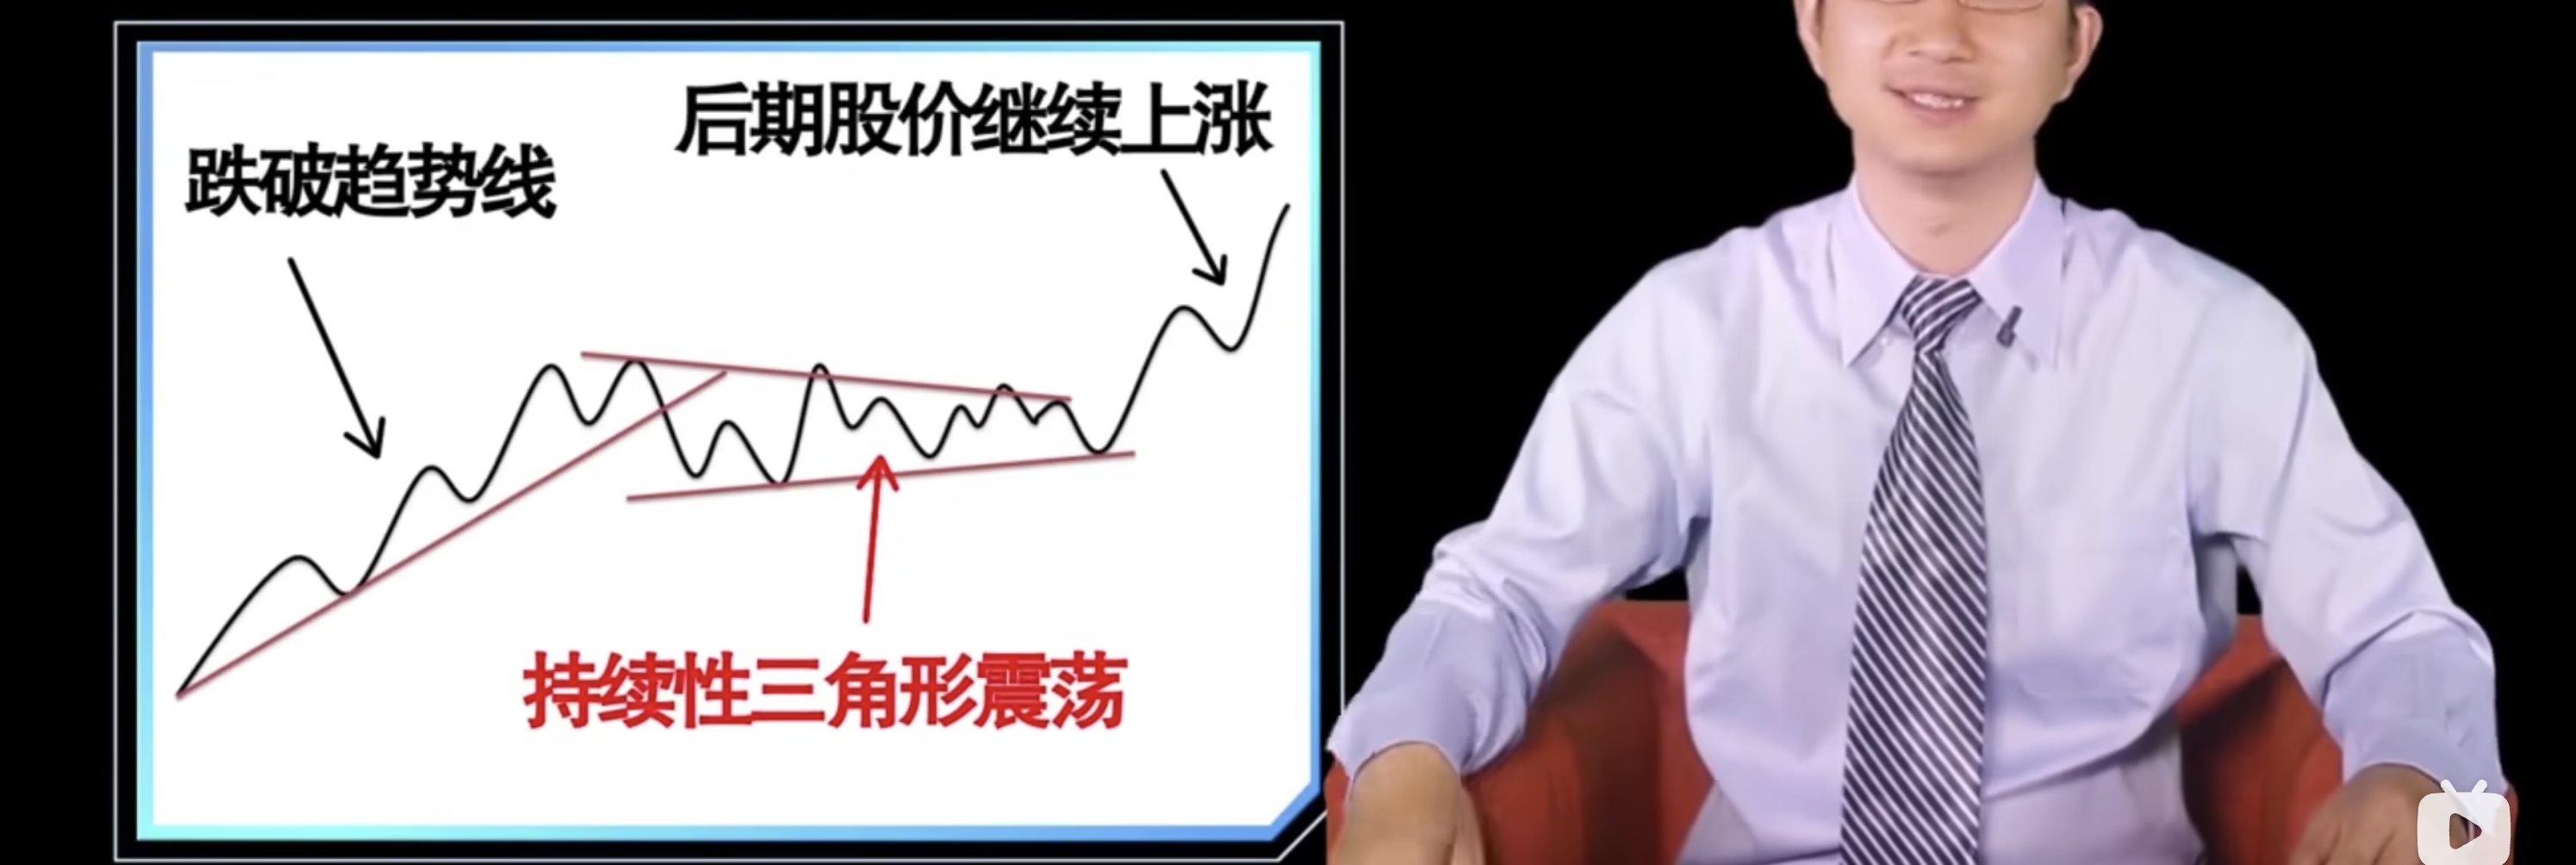 后期股价继续上涨
跌破趋势线
持续性三角形震荡